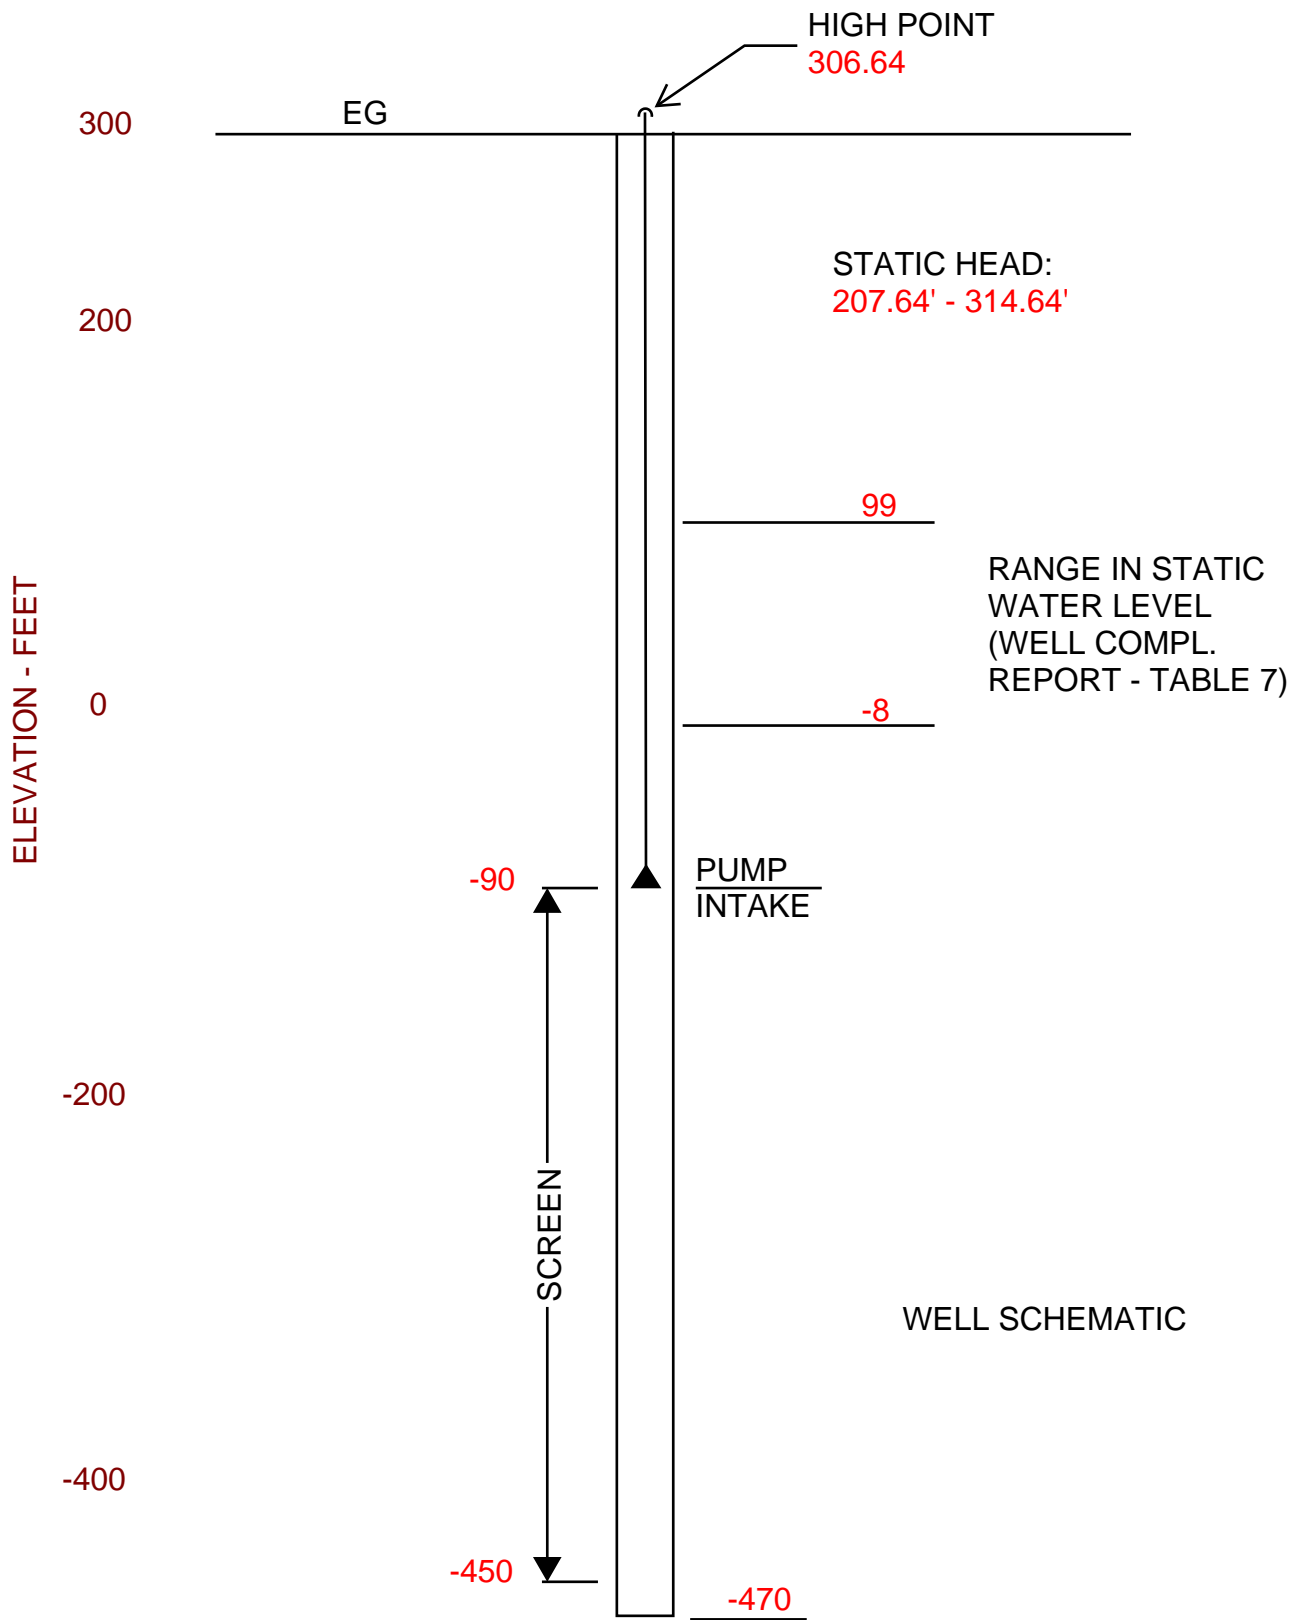 HIGH POINT
306.64
EG
300
STATIC HEAD:
207.64' - 314.64'
200
99
RANGE IN STATIC
WATER LEVEL
(WELL COMPL.
REPORT - TABLE 7)
ELEVATION - FEET
0
-8
-90
PUMP
INTAKE
-200
SCREEN
WELL SCHEMATIC
-400
-450
-470